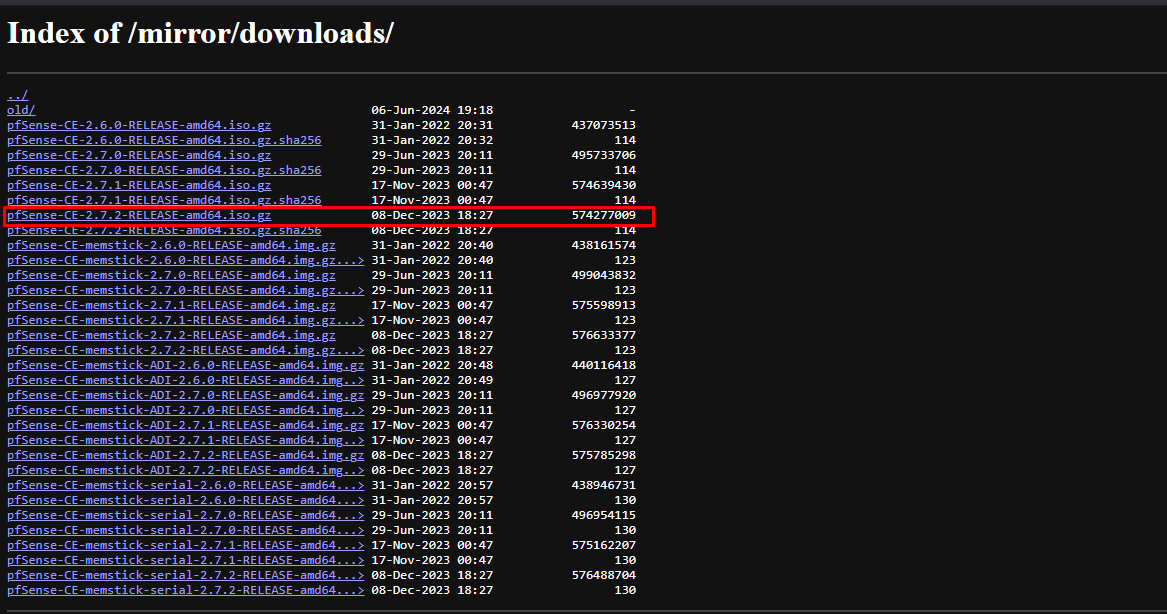 Index of /mirror/downloads/
../
old/ 06-Jun-2024 19:18 -
pfSense-CE-2.6.0-RELEASE-amd64.iso.gz 31-Jan-2022 20:31 437073513
pfSense-CE-2.6.0-RELEASE-amd64.iso.gz.sha256 31-Jan-2022 20:32 114
pfSense-CE-2.7.0-RELEASE-amd64.iso.gz 29-Jun-2023 20:11 495733706
pfSense-CE-2.7.0-RELEASE-amd64.iso.gz.sha256 29-Jun-2023 20:11 114
pfSense-CE-2.7.1-RELEASE-amd64.iso.gz 17-Nov-2023 00:47 574639430
pfSense-CE-2.7.1-RELEASE-amd64.iso.gz.sha256 17-Nov-2023 00:47 114
pfSense-CE-2.7.2-RELEASE-amd64.iso.gz 08-Dec-2023 18:27 574277009
pfSense-CE-2.7.2-RELEASE-amd64.iso.gz.sha256 08-Dec-2023 18:27 114
pfSense-CE-memstick-2.6.0-RELEASE-amd64.img.gz 31-Jan-2022 20:40 438161574
pfSense-CE-memstick-2.6.0-RELEASE-amd64.img.gz...> 31-Jan-2022 20:40 123
pfSense-CE-memstick-2.7.0-RELEASE-amd64.img.gz 29-Jun-2023 20:11 499043832
pfSense-CE-memstick-2.7.0-RELEASE-amd64.img.gz...> 29-Jun-2023 20:11 123
pfSense-CE-memstick-2.7.1-RELEASE-amd64.img.gz 17-Nov-2023 00:47 575598913
pfSense-CE-memstick-2.7.1-RELEASE-amd64.img.gz...> 17-Nov-2023 00:47 123
pfSense-CE-memstick-2.7.2-RELEASE-amd64.img.gz 08-Dec-2023 18:27 576633377
pfSense-CE-memstick-2.7.2-RELEASE-amd64.img.gz...> 08-Dec-2023 18:27 123
pfSense-CE-memstick-ADI-2.6.0-RELEASE-amd64.img.gz 31-Jan-2022 20:48 440116418
pfSense-CE-memstick-ADI-2.6.0-RELEASE-amd64.img..> 31-Jan-2022 20:49 127
pfSense-CE-memstick-ADI-2.7.0-RELEASE-amd64.img.gz 29-Jun-2023 20:11 496977920
pfSense-CE-memstick-ADI-2.7.0-RELEASE-amd64.img..> 29-Jun-2023 20:11 127
pfSense-CE-memstick-ADI-2.7.1-RELEASE-amd64.img.gz 17-Nov-2023 00:47 576330254
pfSense-CE-memstick-ADI-2.7.1-RELEASE-amd64.img..> 17-Nov-2023 00:47 127
pfSense-CE-memstick-ADI-2.7.2-RELEASE-amd64.img.gz 08-Dec-2023 18:27 575785298
pfSense-CE-memstick-ADI-2.7.2-RELEASE-amd64.img..> 08-Dec-2023 18:27 127
pfSense-CE-memstick-serial-2.6.0-RELEASE-amd64...> 31-Jan-2022 20:57 438946731
pfSense-CE-memstick-serial-2.6.0-RELEASE-amd64...> 31-Jan-2022 20:57 130
pfSense-CE-memstick-serial-2.7.0-RELEASE-amd64...> 29-Jun-2023 20:11 496954115
pfSense-CE-memstick-serial-2.7.0-RELEASE-amd64...> 29-Jun-2023 20:11 130
pfSense-CE-memstick-serial-2.7.1-RELEASE-amd64...> 17-Nov-2023 00:47 575162207
pfSense-CE-memstick-serial-2.7.1-RELEASE-amd64...> 17-Nov-2023 00:47 130
pfSense-CE-memstick-serial-2.7.2-RELEASE-amd64...> 08-Dec-2023 18:27 576488704
pfSense-CE-memstick-serial-2.7.2-RELEASE-amd64...> 08-Dec-2023 18:27 130